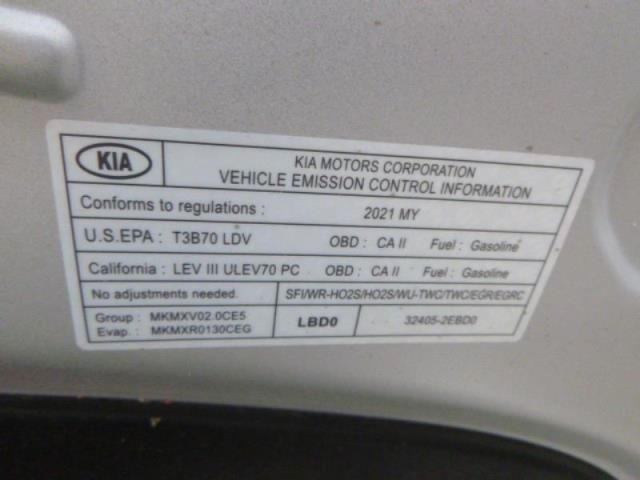 KIA
KIA MOTORS CORPORATION
VEHICLE EMISSION CONTROL INFORMATION
Conforms to regulations : 2021 MY
U.S.EPA : T3B70 LDV OBD : CA II Fuel : Gasoline
California : LEV III ULEV70 PC OBD : CA II Fuel : Gasoline
No adjustments needed. SFI/WR-HO2S/HO2S/WU-TWC/TWC/EGR/EGRC
Group : MKMXV02.0CE5
Evap. : MKMXR0130CEG
LBD0 32405-2EBD0